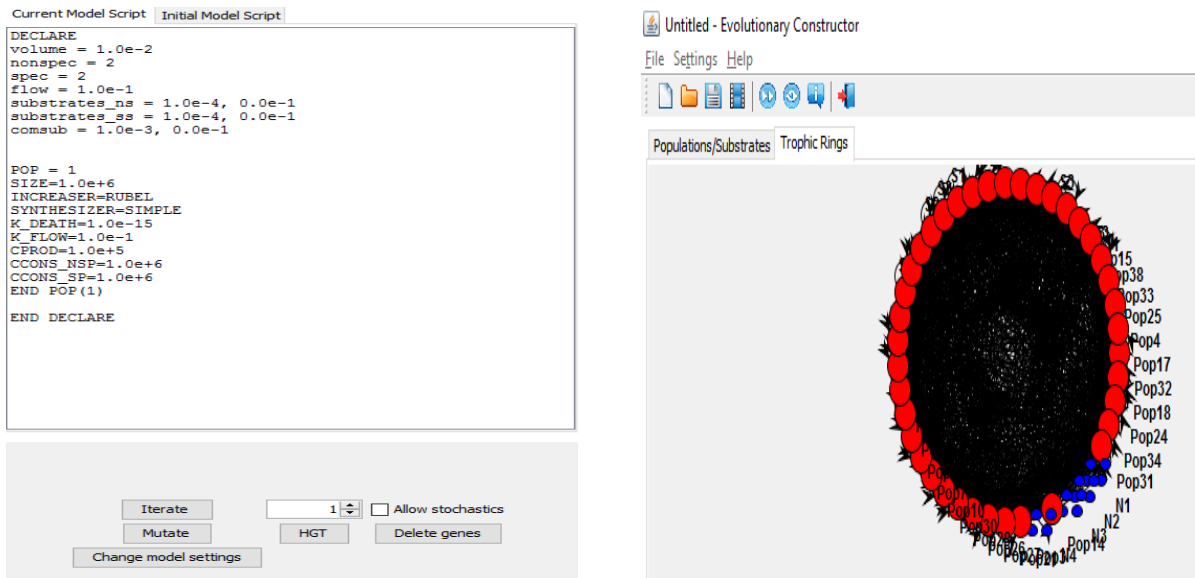 Current Model Script Initial Model Script
DECLARE
volume = 1.0e-2
nonspec = 2
spec = 2
flow = 1.0e-1
substrates_ns = 1.0e-4, 0.0e-1
substrates_ss = 1.0e-4, 0.0e-1
comsub = 1.0e-3, 0.0e-1
POP = 1
SIZE=1.0e+6
INCREASER=RUBEL
SYNTHESIZER=SIMPLE
K_DEATH=1.0e-15
K_FLOW=1.0e-1
CPROD=1.0e+5
CCONS_NSP=1.0e+6
CCONS_SP=1.0e+6
END POP(1)
END DECLARE
Iterate 1 Allow stochastics
Mutate HGT Delete genes
Change model settings
Untitled - Evolutionary Constructor
File Settings Help
Populations/Substrates Trophic Rings
Pop25
Pop4
Pop17
Pop32
Pop18
Pop24
Pop34
Pop31
N1
N2
N3
Pop14